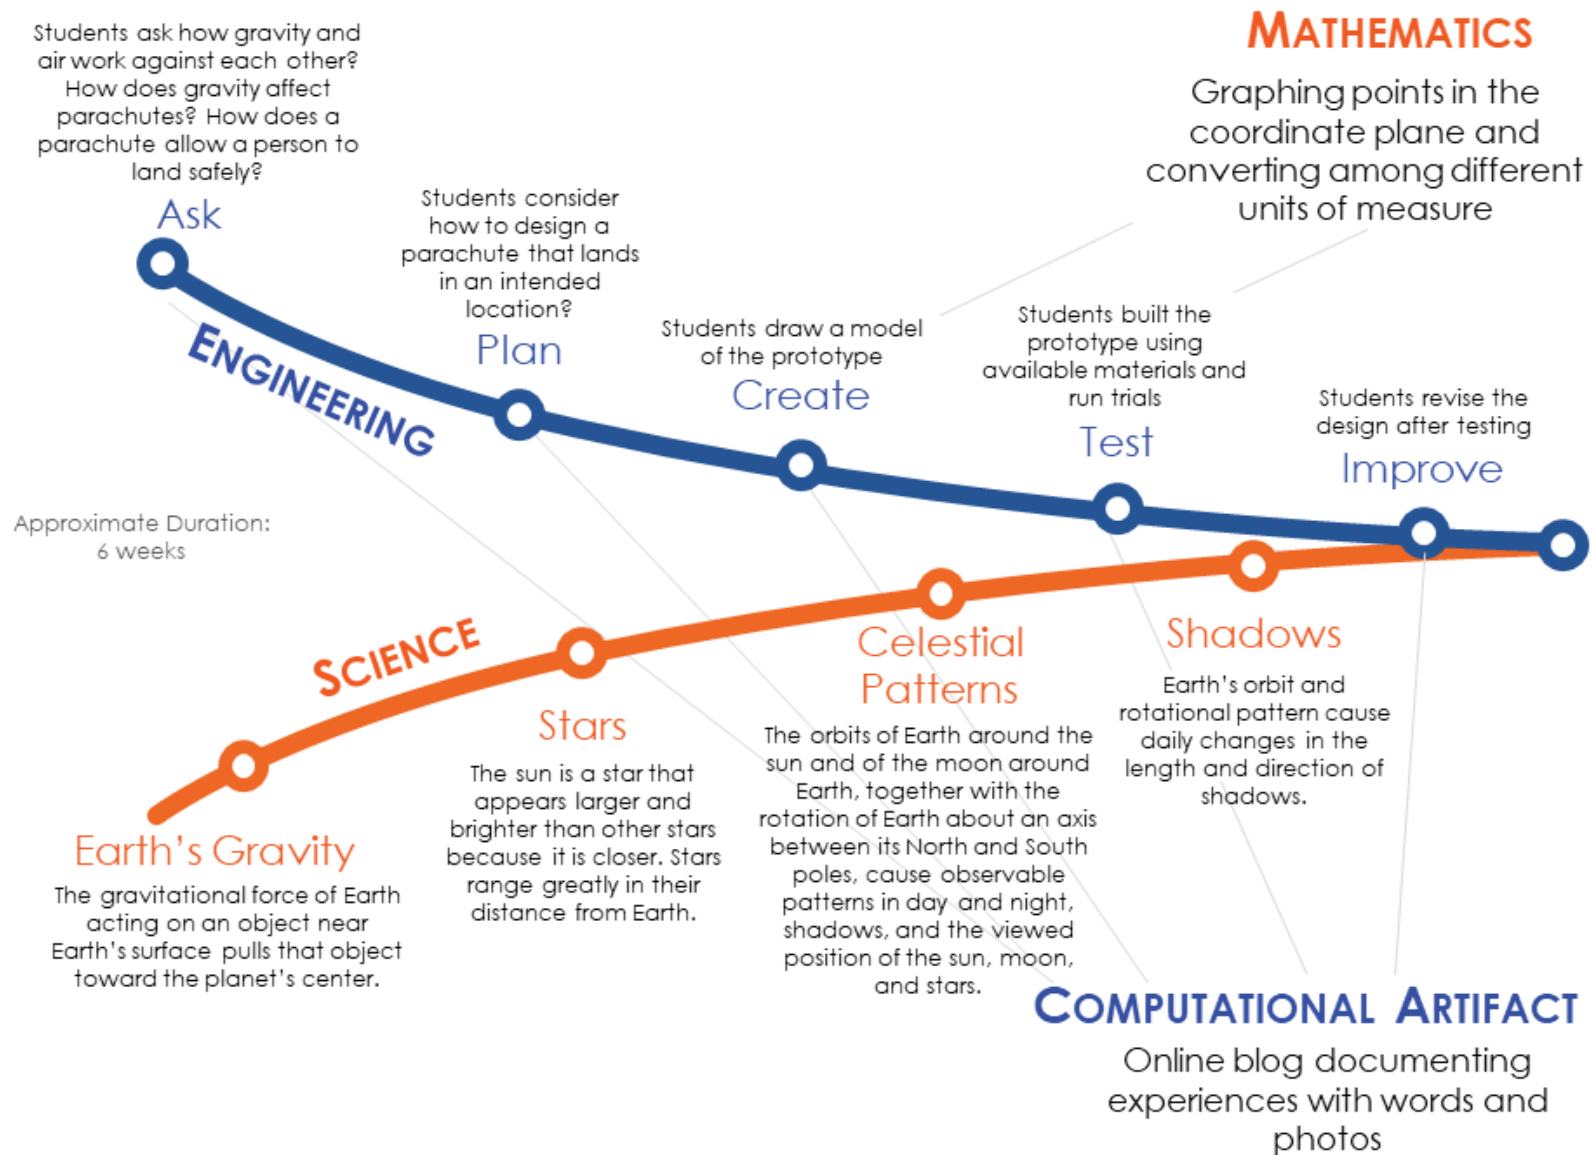 Students ask how gravity and
air work against each other?
How does gravity affect
parachutes? How does a
parachute allow a person to
land safely?
Ask
Students consider
how to design a
parachute that lands
in an intended
location?
Plan
Students draw a model
of the prototype
Create
Students built the
prototype using
available materials and
run trials
Test
Students revise the
design after testing
Improve
MATHEMATICS
Graphing points in the
coordinate plane and
converting among different
units of measure
ENGINEERING
Approximate Duration:
6 weeks
SCIENCE
Earth's Gravity
The gravitational force of Earth
acting on an object near
Earth's surface pulls that object
toward the planet's center.
Stars
The sun is a star that
appears larger and
brighter than other stars
because it is closer. Stars
range greatly in their
distance from Earth.
Celestial
Patterns
The orbits of Earth around the
sun and of the moon around
Earth, together with the
rotation of Earth about an axis
between its North and South
poles, cause observable
patterns in day and night,
shadows, and the viewed
position of the sun, moon,
and stars.
Shadows
Earth's orbit and
rotational pattern cause
daily changes in the
length and direction of
shadows.
COMPUTATIONAL ARTIFACT
Online blog documenting
experiences with words and
photos